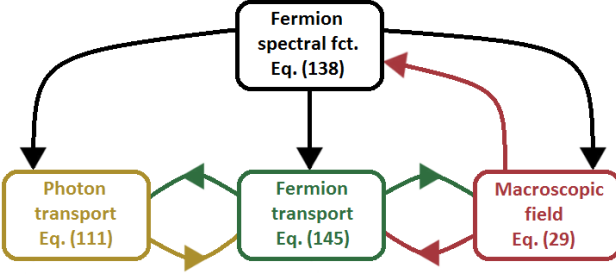 Fermion
spectral fct.
Eq. (138)
Photon
transport
Eq. (111)
Fermion
transport
Eq. (145)
Macroscopic
field
Eq. (29)